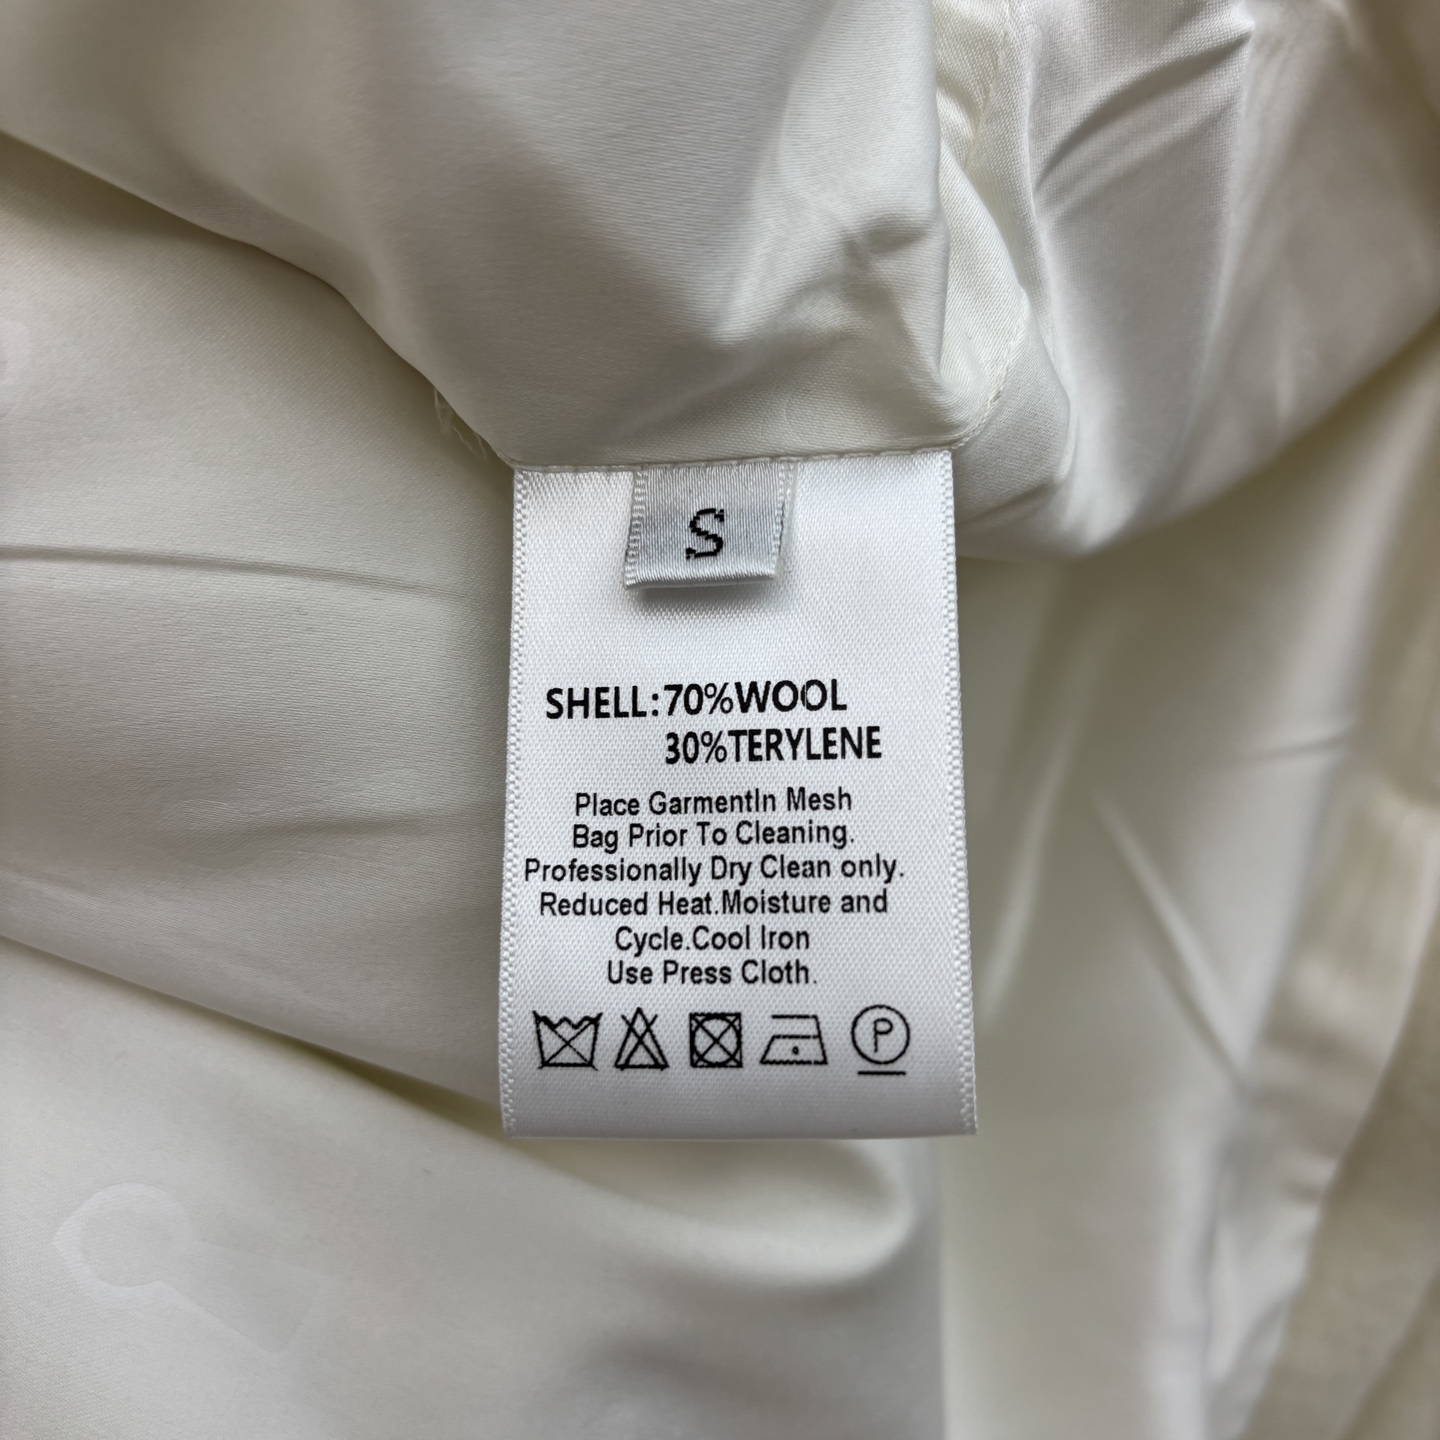 S
SHELL:70%WOOL
30%TERYLENE
Place GarmentIn Mesh
Bag Prior To Cleaning.
Professionally Dry Clean only.
Reduced Heat.Moisture and
Cycle.Cool Iron
Use Press Cloth.
P